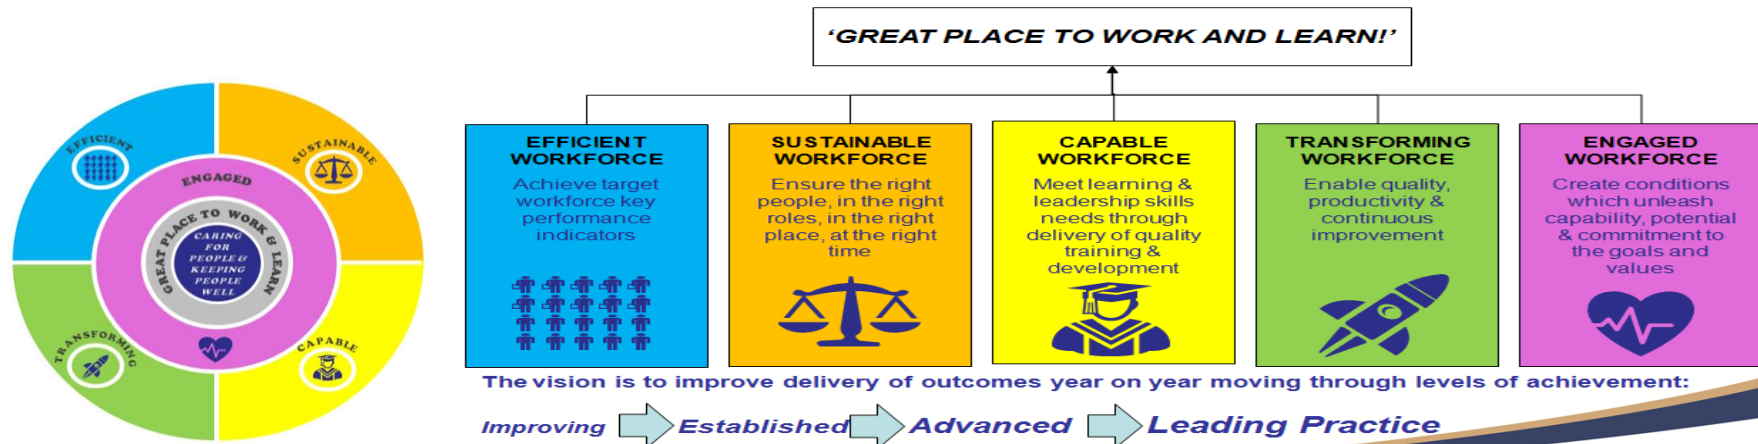 EFFICIENT
SUSTAINABLE
ENGAGED
GREAT PLACE TO WORK & LEARN
CARING
FOR
PEOPLE &
KEEPING
PEOPLE
WELL
TRANSFORMING
CAPABLE
‘GREAT PLACE TO WORK AND LEARN!’
EFFICIENT
WORKFORCE
Achieve target
workforce key
performance
indicators
SUSTAINABLE
WORKFORCE
Ensure the right
people, in the right
roles, in the right
place, at the right
time
CAPABLE
WORKFORCE
Meet learning &
leadership skills
needs through
delivery of quality
training &
development
TRANSFORMING
WORKFORCE
Enable quality,
productivity &
continuous
improvement
ENGAGED
WORKFORCE
Create conditions
which unleash
capability, potential
& commitment to
the goals and
values
The vision is to improve delivery of outcomes year on year moving through levels of achievement:
Improving Established Advanced Leading Practice